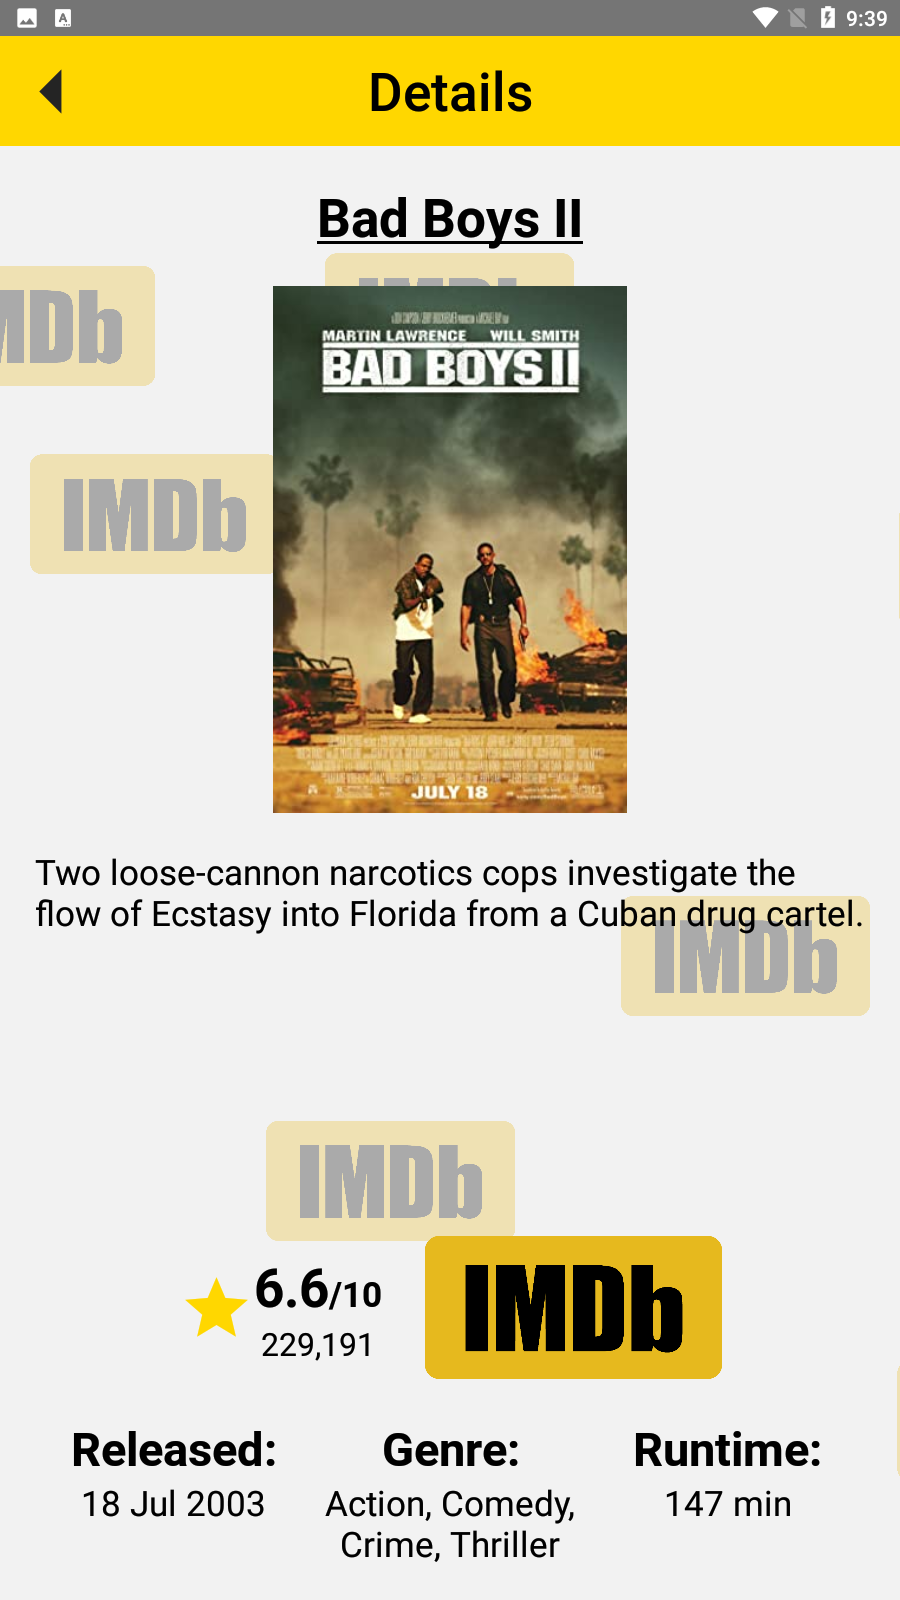 9:39
Details
Bad Boys II
MDb
IMDb
MARTIN LAWRENCE WILL SMITH
BAD BOYS II
IMDb
JULY 18
Two loose-cannon narcotics cops investigate the
flow of Ecstasy into Florida from a Cuban drug cartel.
IMDb
IMDb
6.6/10
229,191
IMDb
Released:
18 Jul 2003
Genre:
Action, Comedy,
Crime, Thriller
Runtime:
147 min